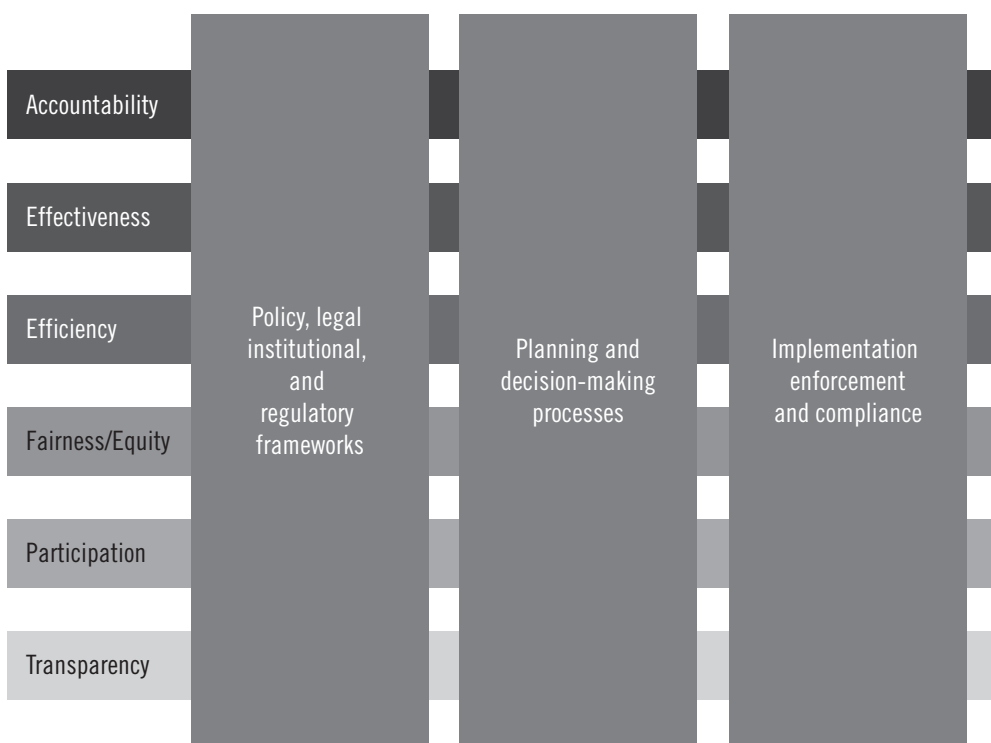 Accountability
Effectiveness
Efficiency
Fairness/Equity
Participation
Transparency
Policy, legal
institutional,
and
regulatory
frameworks
Planning and
decision-making
processes
Implementation
enforcement
and compliance